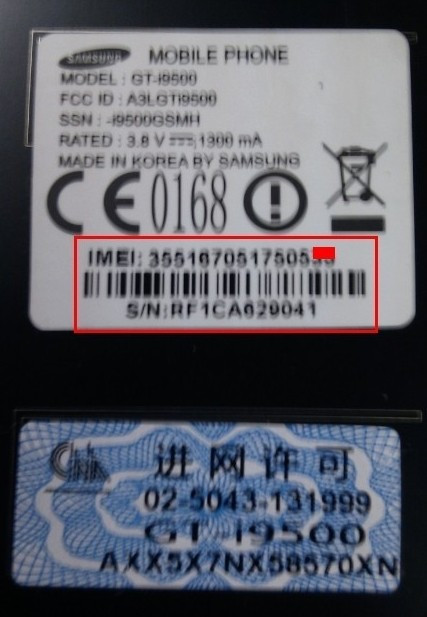 SAMSUNG MOBILE PHONE
MODEL : GT-I9500
FCC ID : A3LGTI9500
SSN : -I9500GSMH
RATED : 3.8 V ⎓ ; 1300 mA
MADE IN KOREA BY SAMSUNG
CE 0168
IMEI: 3551670517505
S/N:RF1CA629041
进网许可
02-5043-131999
GT-I9500
AXX5X7NX58570XN